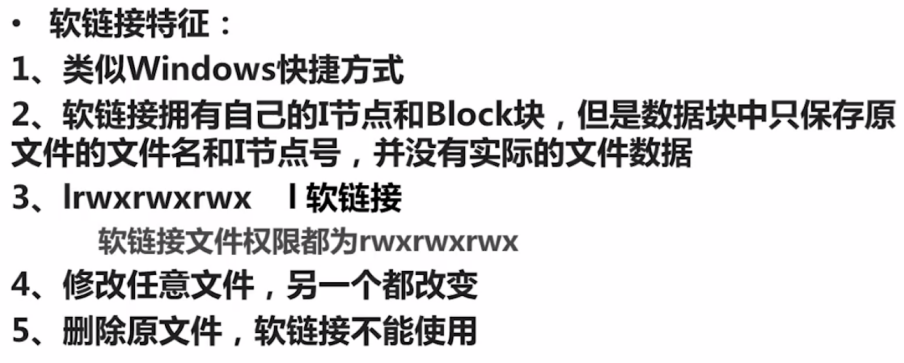 • 软链接特征：
1、类似Windows快捷方式
2、软链接拥有自己的I节点和Block块，但是数据块中只保存原
文件的文件名和I节点号，并没有实际的文件数据
3、lrwxrwxrwx l 软链接
软链接文件权限都为rwxrwxrwx
4、修改任意文件，另一个都改变
5、删除原文件，软链接不能使用